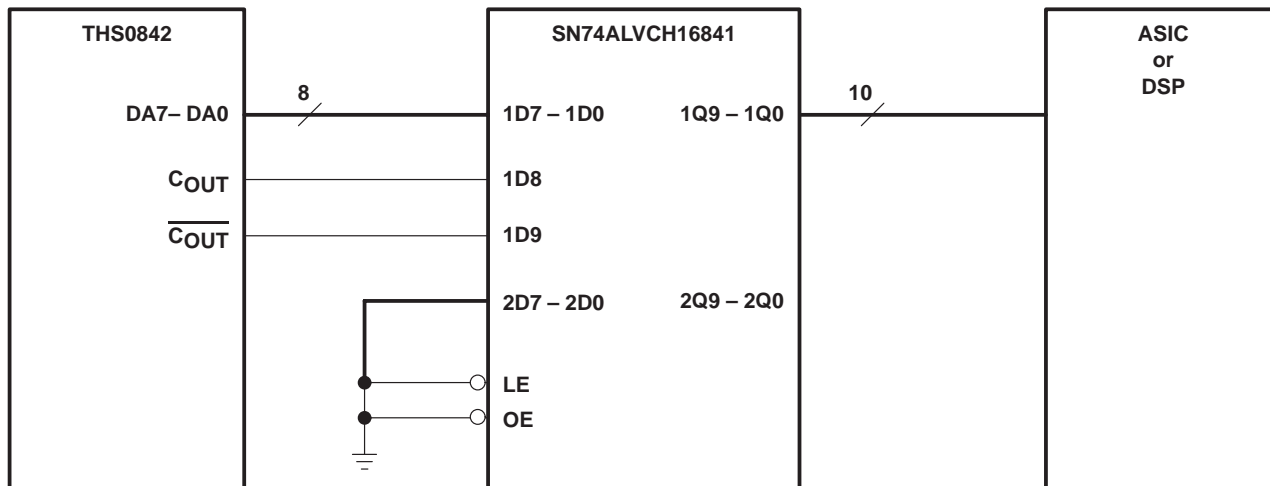 THS0842
SN74ALVCH16841
ASIC
or
DSP
8
10
DA7– DA0
1D7 – 1D0
1Q9 – 1Q0
COUT
1D8
C̅O̅U̅T̅
1D9
2D7 – 2D0
2Q9 – 2Q0
LE
OE